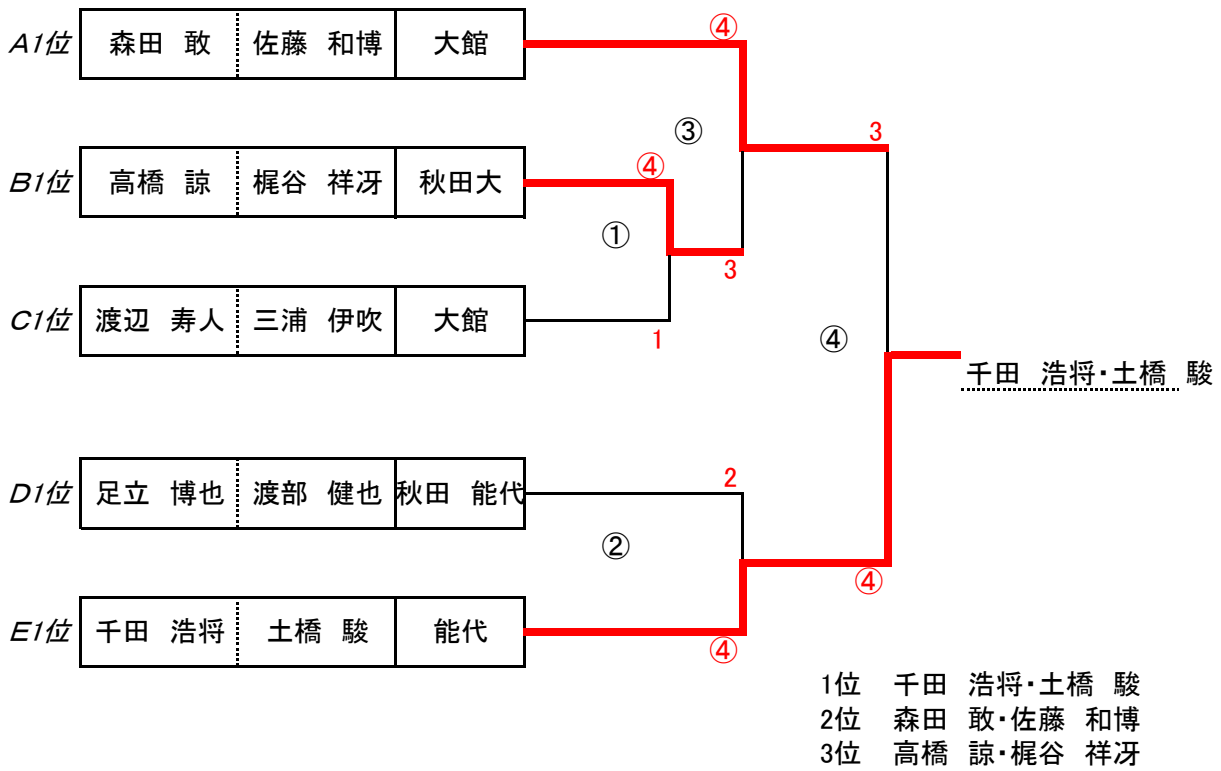 ④
A1位 森田 敢 佐藤 和博 大館
③ 3
④
B1位 高橋 諒 梶谷 祥冴 秋田大
①
3
C1位 渡辺 寿人 三浦 伊吹 大館
1
④
千田 浩将・土橋 駿
2
D1位 足立 博也 渡部 健也 秋田 能代
②
④
E1位 千田 浩将 土橋 駿 能代
④
1位 千田 浩将・土橋 駿
2位 森田 敢・佐藤 和博
3位 高橋 諒・梶谷 祥冴